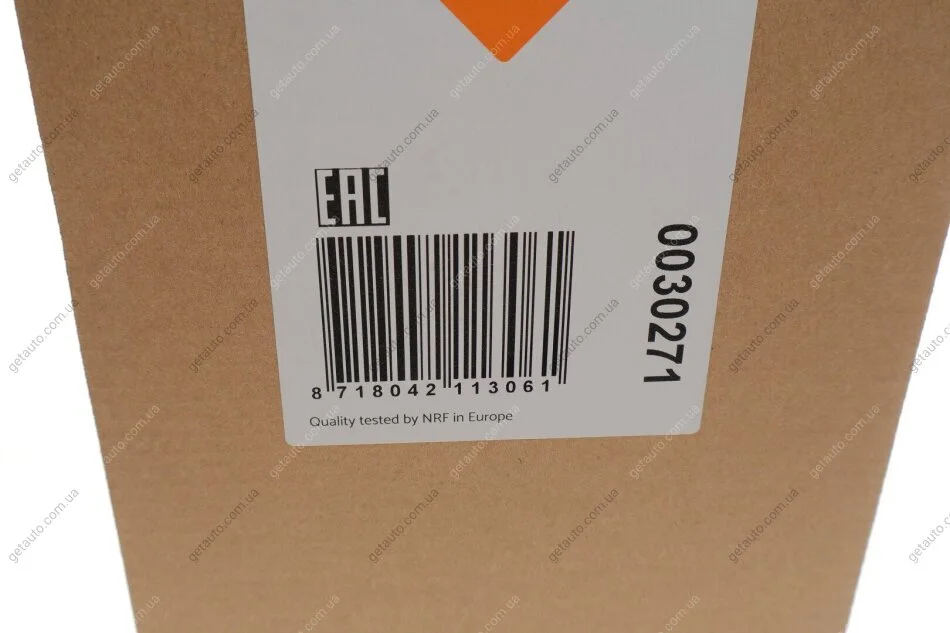 EAC
8 718042 113061
Quality tested by NRF in Europe
0030271
getauto.com.ua